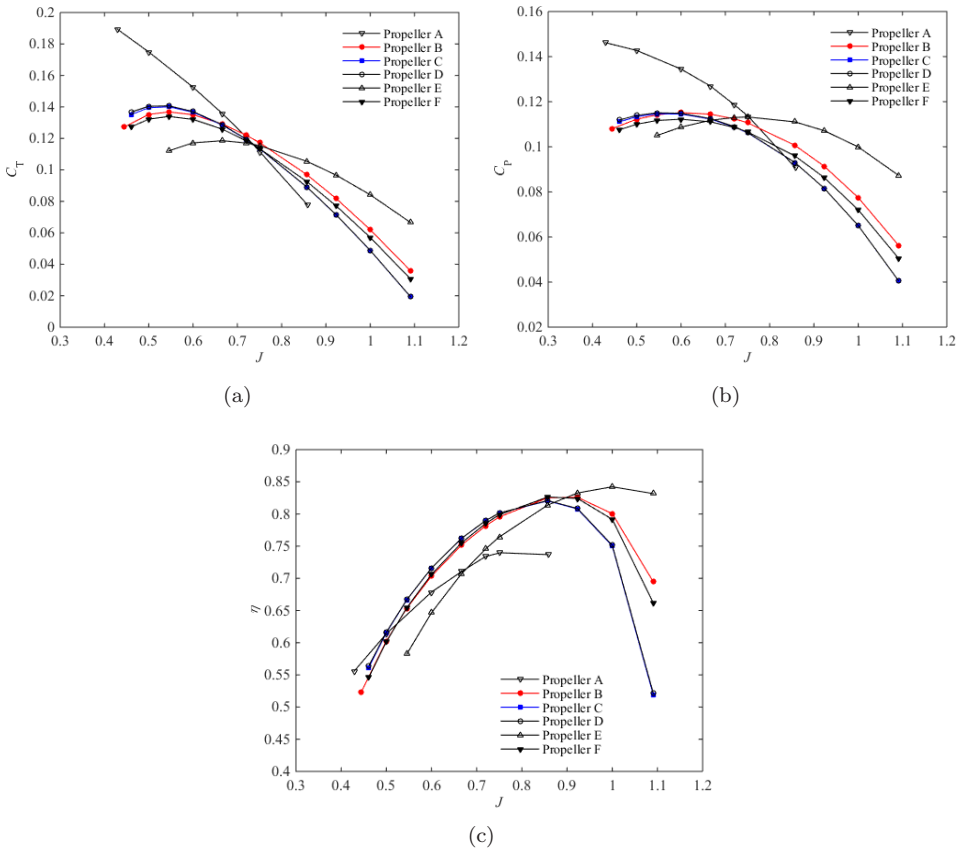 0.2
0.18
0.16
0.14
0.12
0.1
0.08
0.06
0.04
0.02
0
0.3 0.4 0.5 0.6 0.7 0.8 0.9 1 1.1 1.2
C_T
J
Propeller A
Propeller B
Propeller C
Propeller D
Propeller E
Propeller F
(a)
0.16
0.14
0.12
0.1
0.08
0.06
0.04
0.02
0.3 0.4 0.5 0.6 0.7 0.8 0.9 1 1.1 1.2
C_P
J
Propeller A
Propeller B
Propeller C
Propeller D
Propeller E
Propeller F
(b)
0.9
0.85
0.8
0.75
0.7
0.65
0.6
0.55
0.5
0.45
0.4
0.3 0.4 0.5 0.6 0.7 0.8 0.9 1 1.1 1.2
η
J
Propeller A
Propeller B
Propeller C
Propeller D
Propeller E
Propeller F
(c)